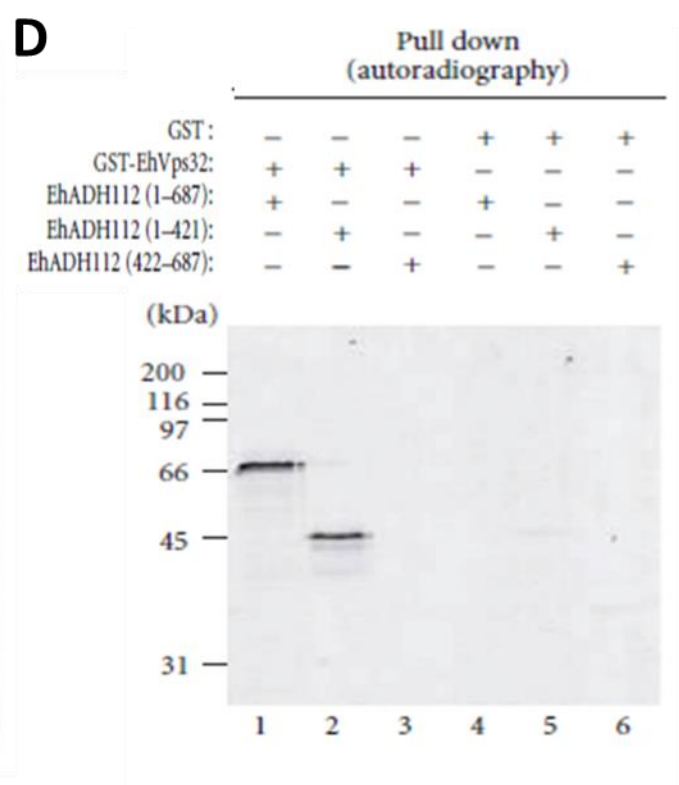 D
Pull down
(autoradiography)
GST: – – – + + +
GST-EhVps32: + + + – – –
EhADH112 (1–687): + – – + – –
EhADH112 (1–421): – + – – + –
EhADH112 (422–687): – – + – – +
(kDa)
200
116
97
66
45
31
1 2 3 4 5 6